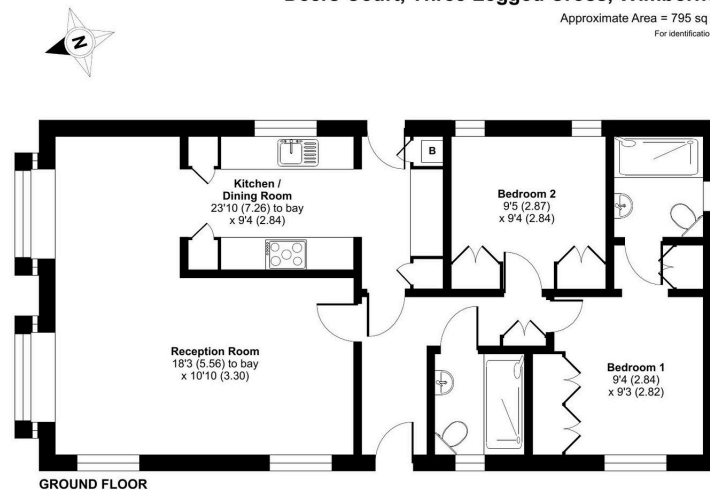 Approximate Area = 795 sq
For identificatio
N
B
Kitchen /
Dining Room
23'10 (7.26) to bay
x 9'4 (2.84)
Bedroom 2
9'5 (2.87)
x 9'4 (2.84)
Reception Room
18'3 (5.56) to bay
x 10'10 (3.30)
Bedroom 1
9'4 (2.84)
x 9'3 (2.82)
GROUND FLOOR